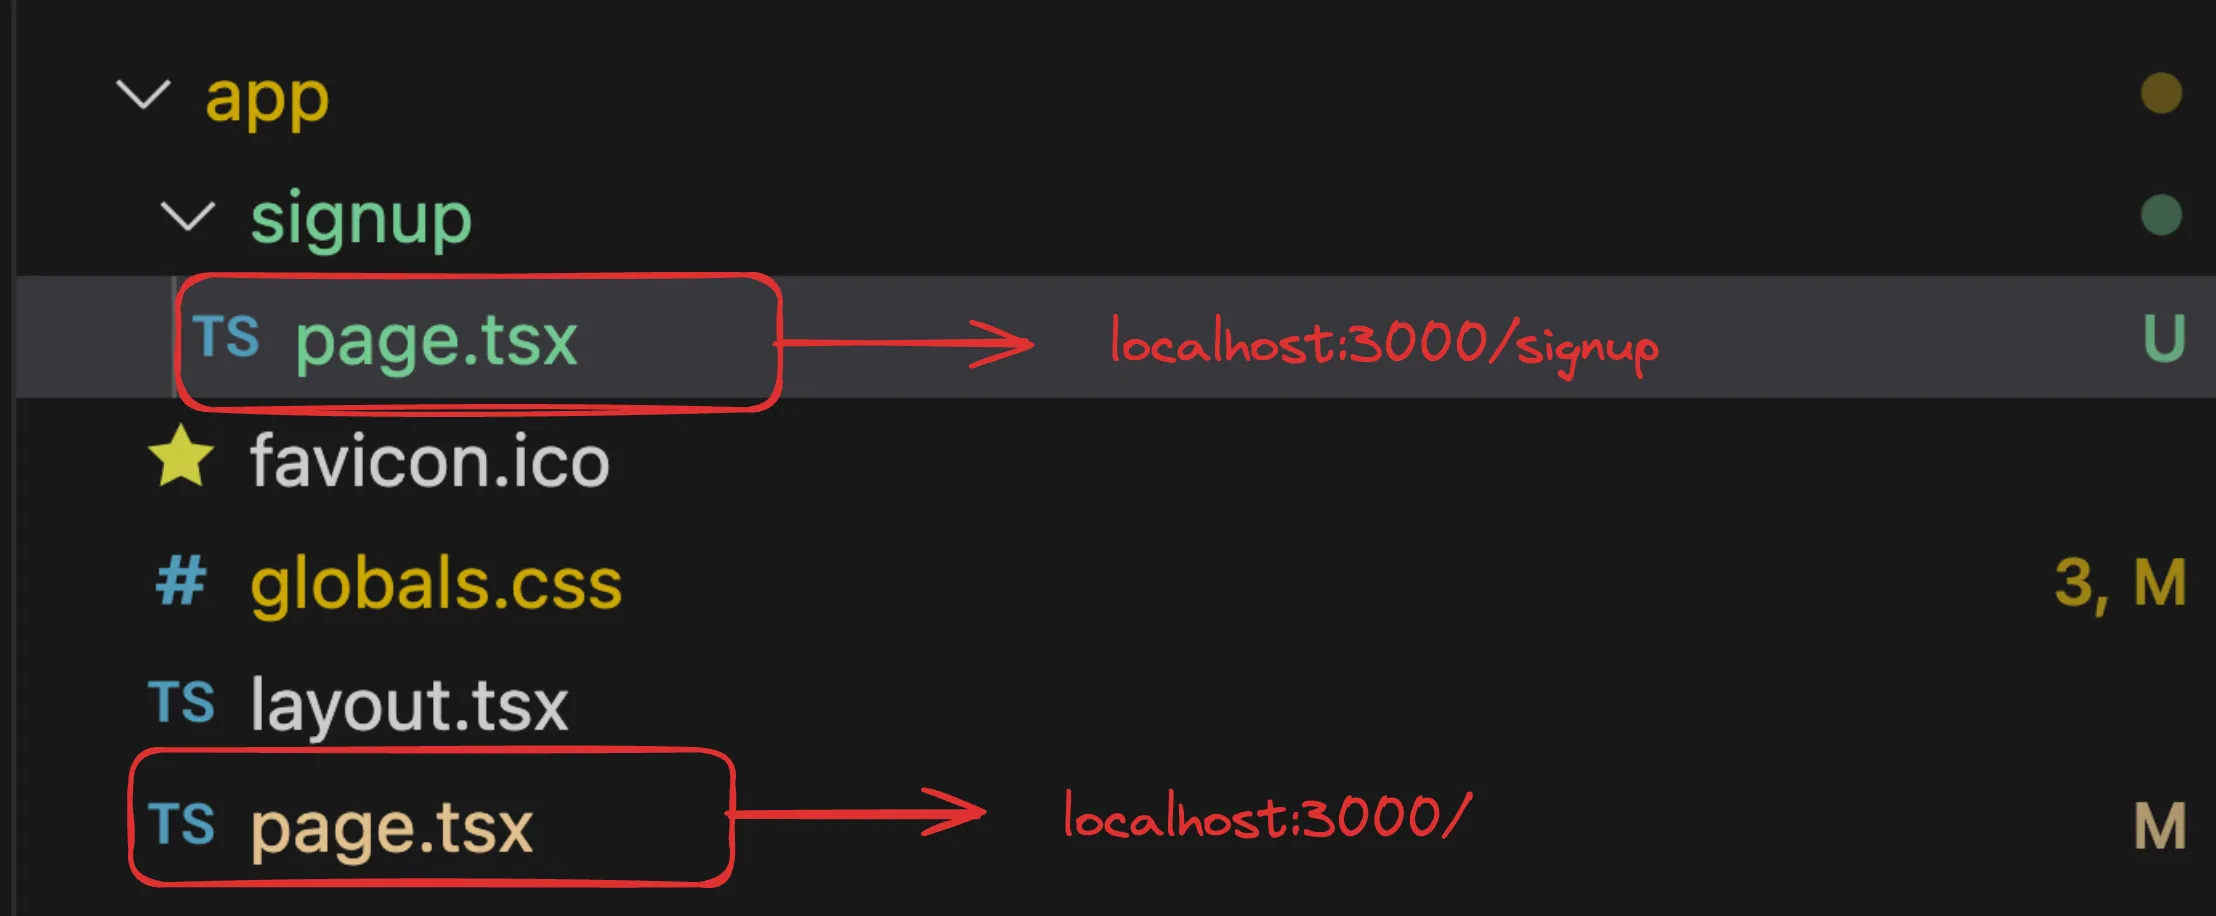 app
signup
TS page.tsx localhost:3000/signup U
favicon.ico
# globals.css 3, M
TS layout.tsx
TS page.tsx localhost:3000/ M